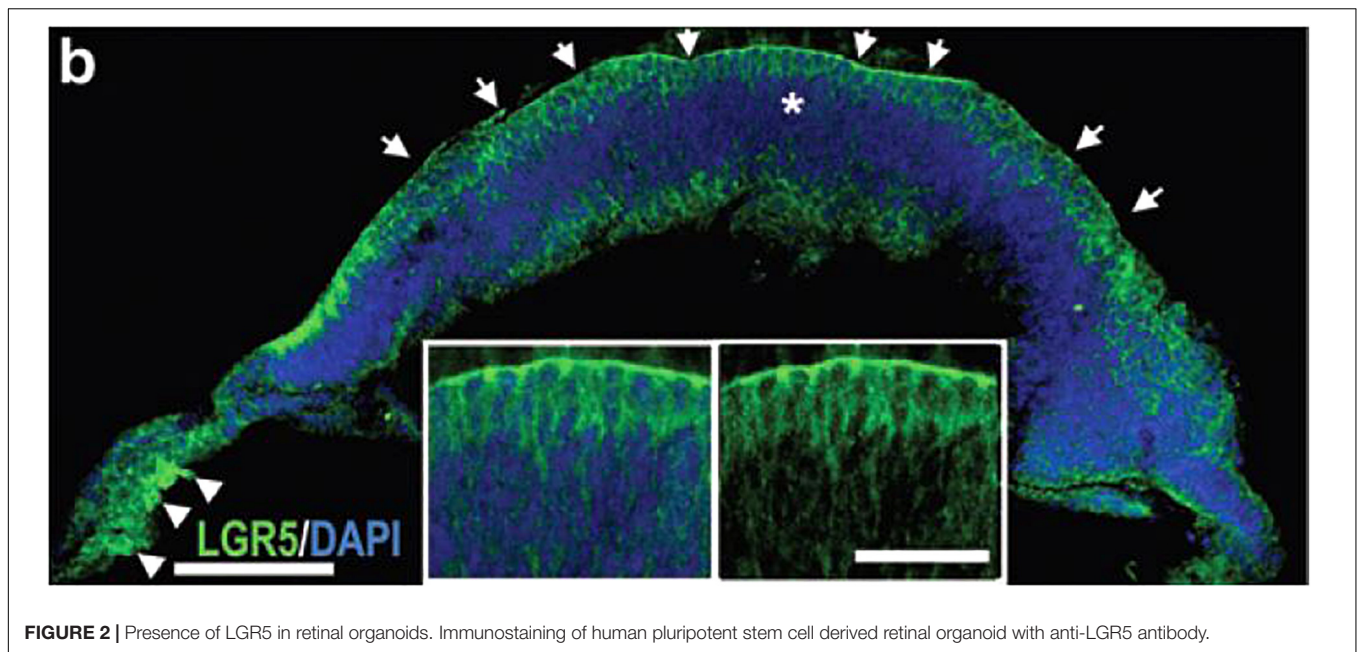 b
*
LGR5/DAPI
FIGURE 2 | Presence of LGR5 in retinal organoids. Immunostaining of human pluripotent stem cell derived retinal organoid with anti-LGR5 antibody.